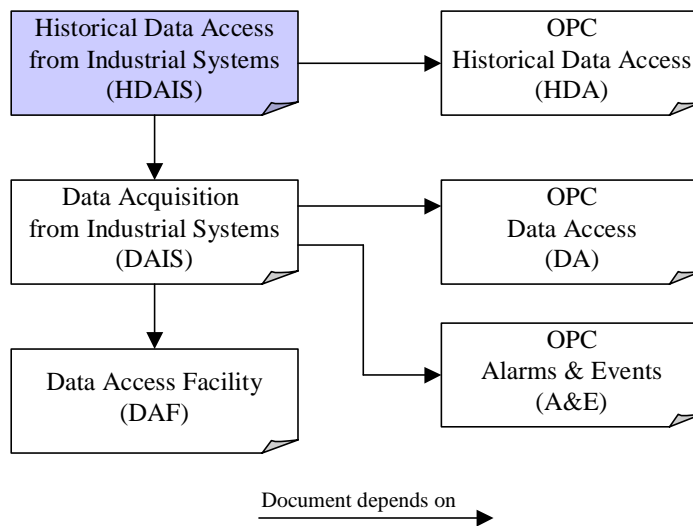 Historical Data Access
from Industrial Systems
(HDAIS)
OPC
Historical Data Access
(HDA)
Data Acquisition
from Industrial Systems
(DAIS)
OPC
Data Access
(DA)
Data Access Facility
(DAF)
OPC
Alarms & Events
(A&E)
Document depends on